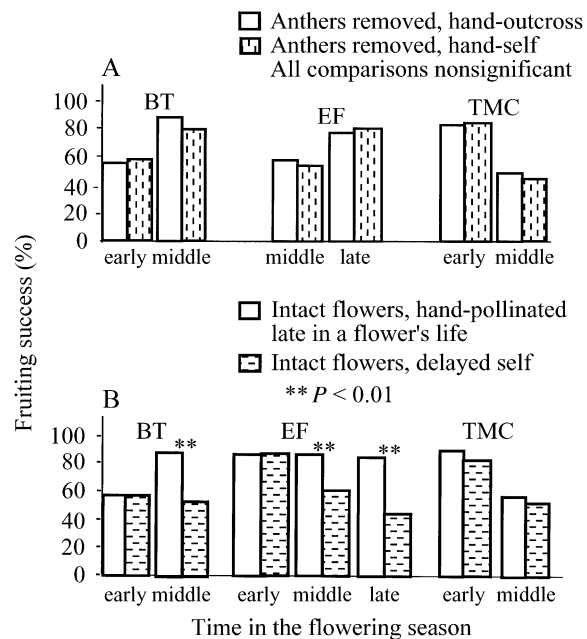 Anthers removed, hand-outcross
Anthers removed, hand-self
All comparisons nonsignificant
A
BT
EF
TMC
100
80
60
40
20
0
early middle
middle late
early middle
Fruiting success (%)
Intact flowers, hand-pollinated
late in a flower's life
Intact flowers, delayed self
** P < 0.01
B
BT
**
EF
**
**
TMC
100
80
60
40
20
0
early middle
early middle late
early middle
Time in the flowering season